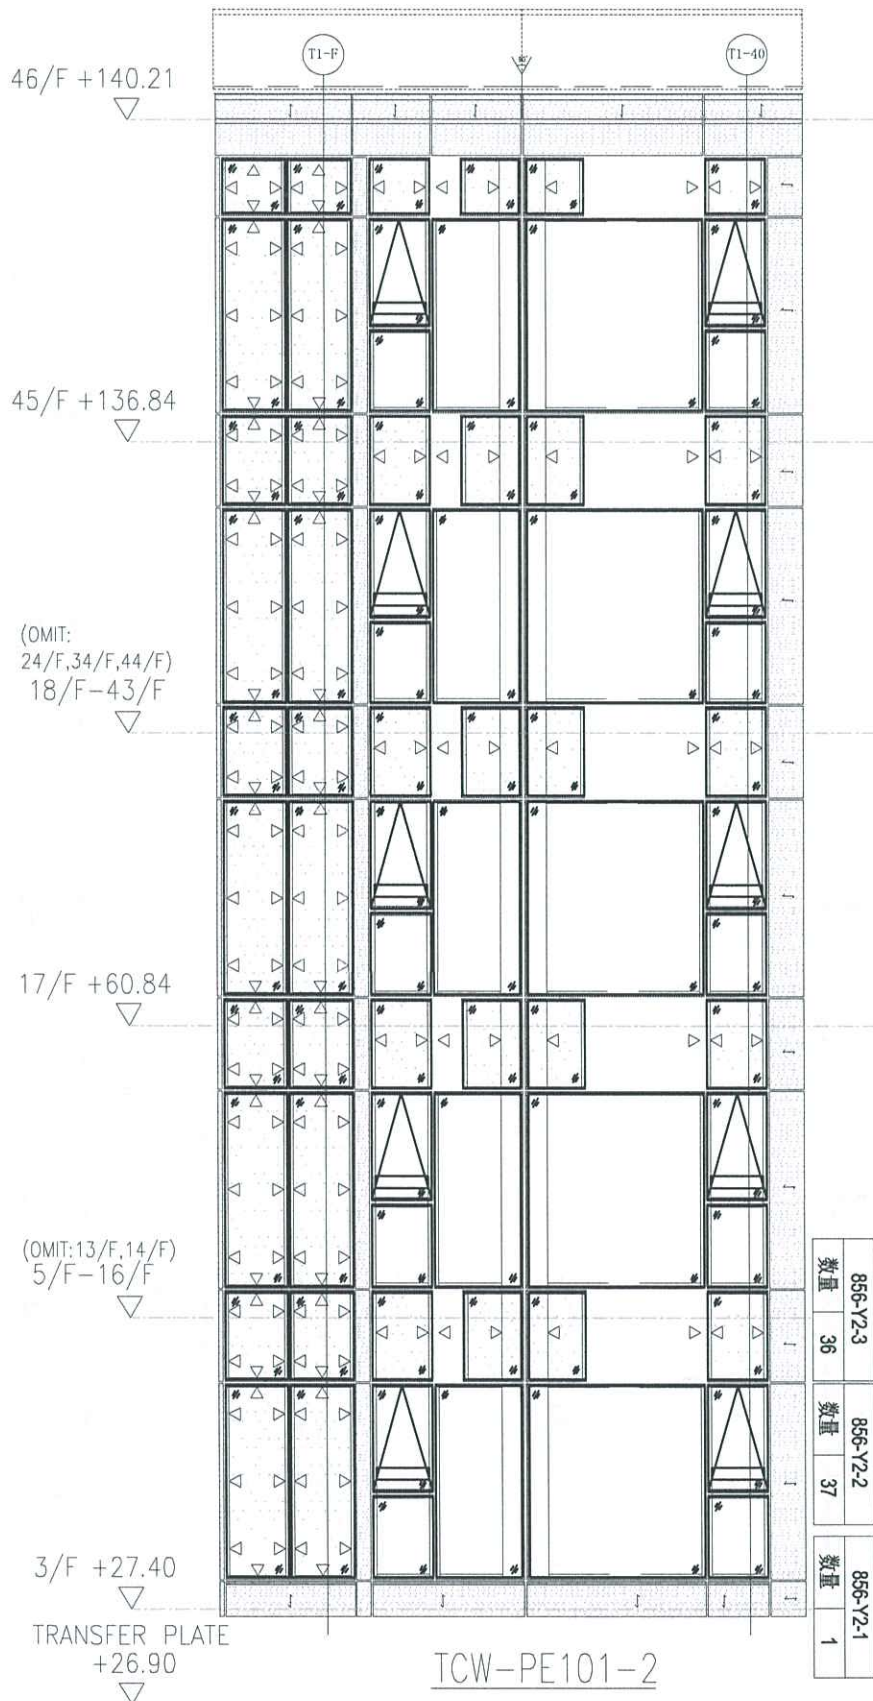 T1-F
90°
T1-40
46/F +140.21
45/F +136.84
(OMIT:
24/F,34/F,44/F)
18/F-43/F
17/F +60.84
(OMIT:13/F,14/F)
5/F-16/F
856-Y2-3
数量 36
856-Y2-2
数量 37
856-Y2-1
数量 1
3/F +27.40
TRANSFER PLATE
+26.90
TCW-PE101-2